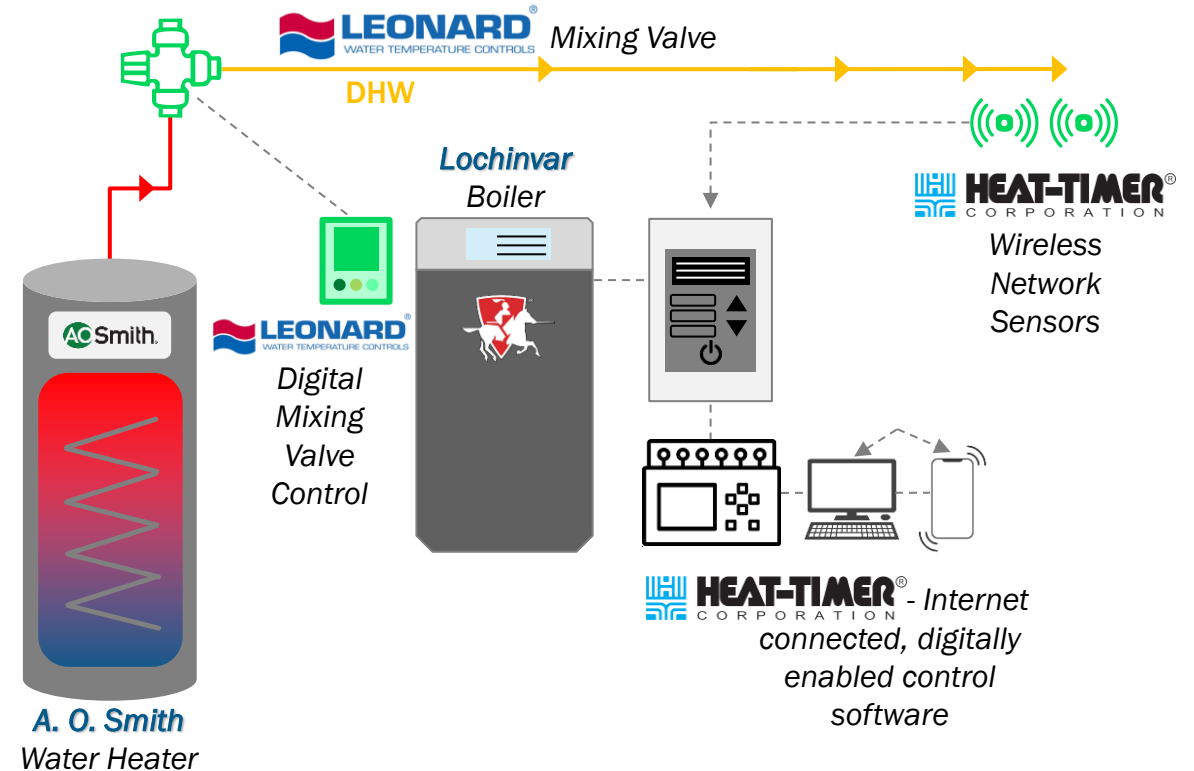 LEONARD®
WATER TEMPERATURE CONTROLS
Mixing Valve
DHW
Lochinvar
Boiler
HEAT-TIMER®
CORPORATION
Wireless
Network
Sensors
AOSmith.
LEONARD®
WATER TEMPERATURE CONTROLS
Digital
Mixing
Valve
Control
HEAT-TIMER®
CORPORATION
- Internet
connected, digitally
enabled control
software
A. O. Smith
Water Heater